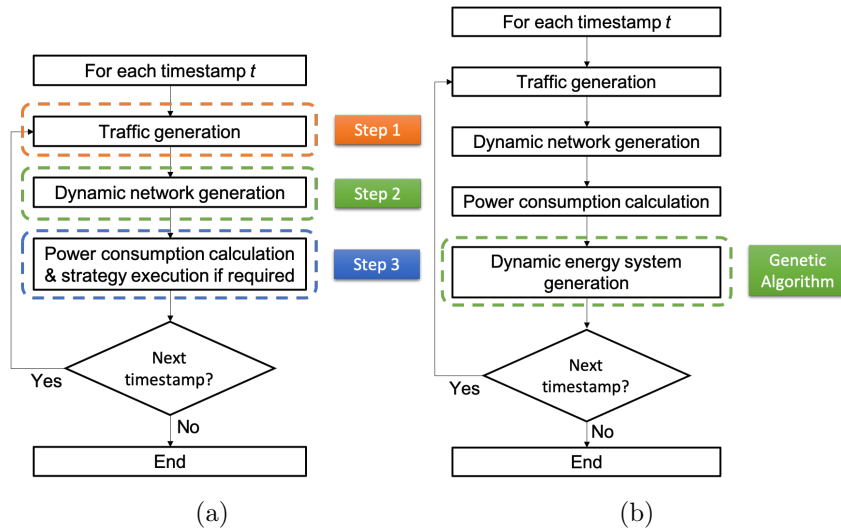 For each timestamp t
Traffic generation
Step 1
Dynamic network generation
Step 2
Power consumption calculation
& strategy execution if required
Step 3
Next
timestamp?
Yes
No
End
(a)
For each timestamp t
Traffic generation
Dynamic network generation
Power consumption calculation
Dynamic energy system
generation
Genetic
Algorithm
Next
timestamp?
Yes
No
End
(b)